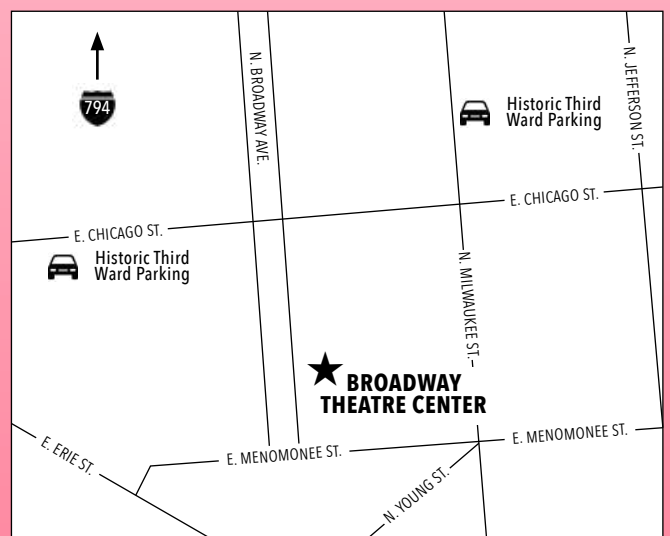 794
N. BROADWAY AVE.
N. JEFFERSON ST.
Historic Third
Ward Parking
E. CHICAGO ST.
E. CHICAGO ST.
Historic Third
Ward Parking
N. MILWAUKEE ST.
BROADWAY
THEATRE CENTER
E. ERIE ST.
E. MENOMONEE ST.
E. MENOMONEE ST.
N. YOUNG ST.